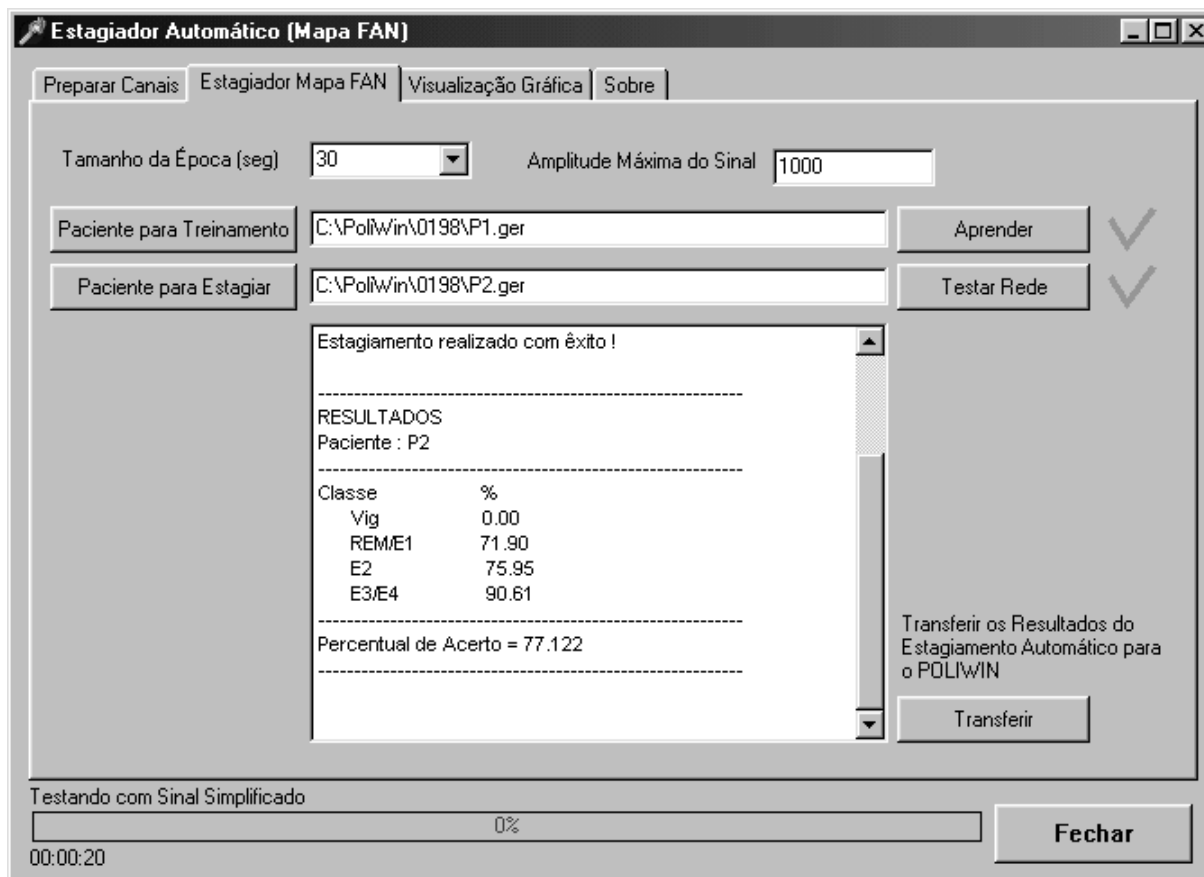 Estagiador Automático (Mapa FAN)
Preparar Canais Estagiador Mapa FAN Visualização Gráfica Sobre
Tamanho da Época (seg) 30 Amplitude Máxima do Sinal 1000
Paciente para Treinamento C:\PoliWin\0198\P1.ger Aprender
Paciente para Estagiar C:\PoliWin\0198\P2.ger Testar Rede
Estagiamento realizado com êxito !
------------------------------------------------------------
RESULTADOS
Paciente : P2
------------------------------------------------------------
Classe %
Vig 0.00
REM/E1 71.90
E2 75.95
E3/E4 90.61
------------------------------------------------------------
Percentual de Acerto = 77.122
------------------------------------------------------------
Transferir os Resultados do
Estagiamento Automático para
o POLIWIN
Transferir
Testando com Sinal Simplificado
0%
00:00:20
Fechar